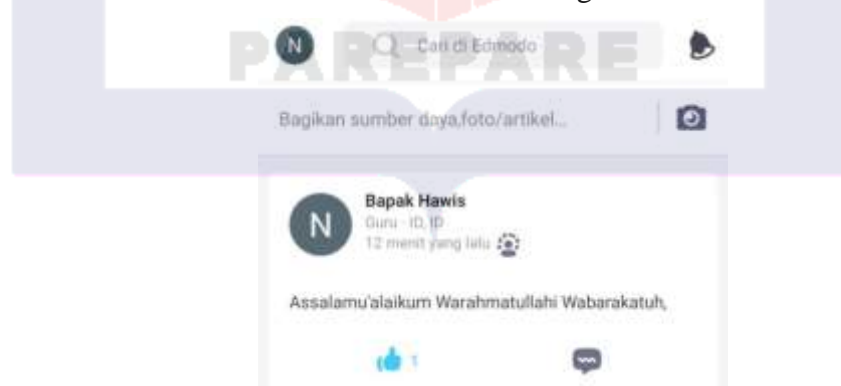 N
Cari di Edmodo
PAREPARE
Bagikan sumber daya,foto/artikel...
Bapak Hawis
N
Guru - ID, ID
12 menit yang lalu
Assalamu'alaikum Warahmatullahi Wabarakatuh,
1